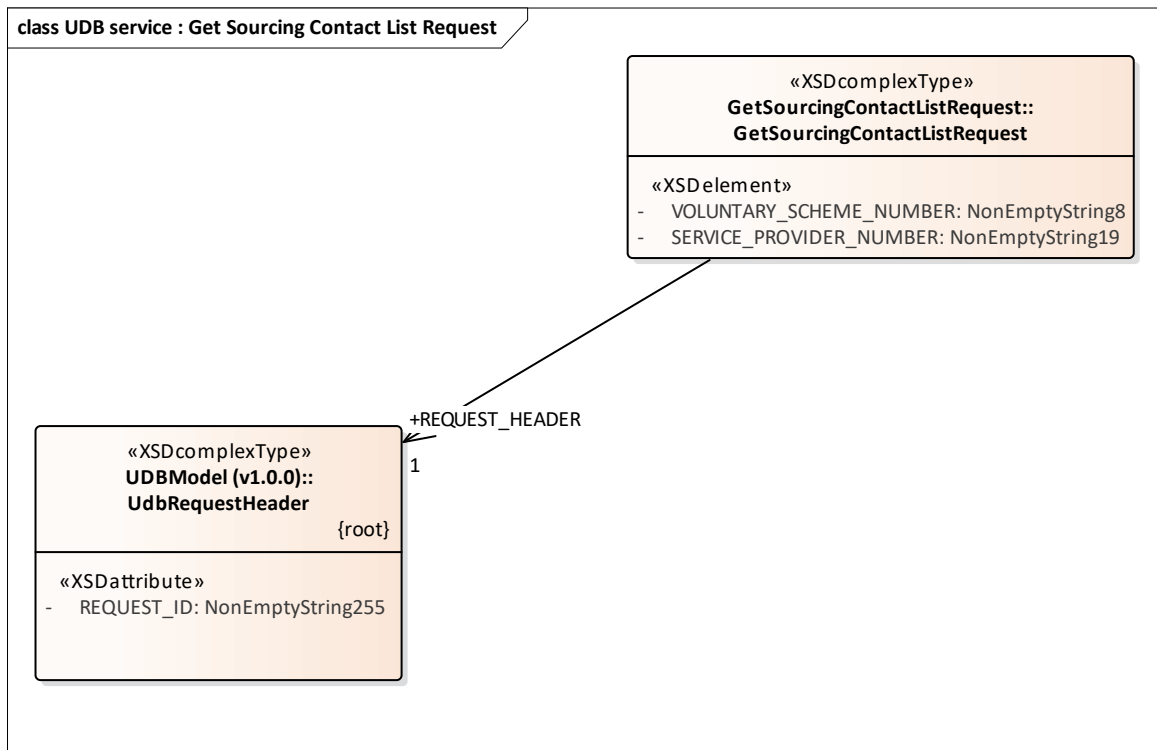 class UDB service : Get Sourcing Contact List Request
«XSDcomplexType»
GetSourcingContactListRequest::
GetSourcingContactListRequest
«XSDelement»
- VOLUNTARY_SCHEME_NUMBER: NonEmptyString8
- SERVICE_PROVIDER_NUMBER: NonEmptyString19
+REQUEST_HEADER
1
«XSDcomplexType»
UDBModel (v1.0.0)::
UdbRequestHeader
{root}
«XSDattribute»
- REQUEST_ID: NonEmptyString255